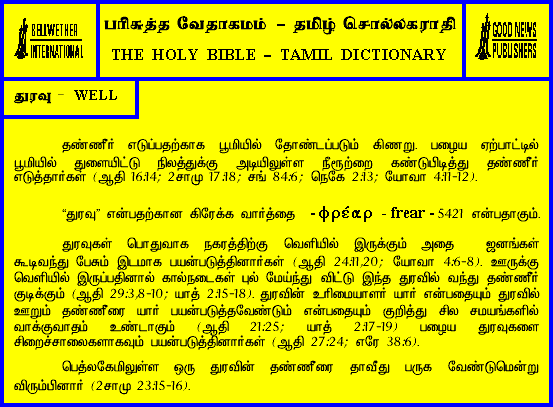 BELLWETHER
INTERNATIONAL
பரிசுத்த வேதாகமம் - தமிழ் சொல்லகராதி
THE HOLY BIBLE - TAMIL DICTIONARY
GOOD NEWS
PUBLISHERS
துரவு - WELL
தண்ணீர் எடுப்பதற்காக பூமியில் தோண்டப்படும் கிணறு. பழைய ஏற்பாட்டில்
பூமியில் துளையிட்டு நிலத்துக்கு அடியிலுள்ள நீரூற்றை கண்டுபிடித்து தண்ணீர்
எடுத்தார்கள் (ஆதி 16:14; 2சாமு 17:18; சங் 84:6; நெகே 2:13; யோவா 4:11-12).
“துரவு” என்பதற்கான கிரேக்க வார்த்தை - φρέαρ - frear - 5421 என்பதாகும்.
துரவுகள் பொதுவாக நகரத்திற்கு வெளியில் இருக்கும் அதை ஜனங்கள்
கூடிவந்து பேசும் இடமாக பயன்படுத்தினார்கள் (ஆதி 24:11,20; யோவா 4:6-8). ஊருக்கு
வெளியில் இருப்பதினால் கால்நடைகள் புல் மேய்ந்து விட்டு இந்த துரவில் வந்து தண்ணீர்
குடிக்கும் (ஆதி 29:3,8-10; யாத் 2:15-18). துரவின் உரிமையாளர் யார் என்பதையும் துரவில்
ஊறும் தண்ணீரை யார் பயன்படுத்தவேண்டும் என்பதையும் குறித்து சில சமயங்களில்
வாக்குவாதம் உண்டாகும் (ஆதி 21:25; யாத் 2:17-19) பழைய துரவுகளை
சிறைச்சாலைகளாகவும் பயன்படுத்தினார்கள் (ஆதி 27:24; எரே 38:6).
பெத்லகேமிலுள்ள ஒரு துரவின் தண்ணீரை தாவீது பருக வேண்டுமென்று
விரும்பினார் (2சாமு 23:15-16).